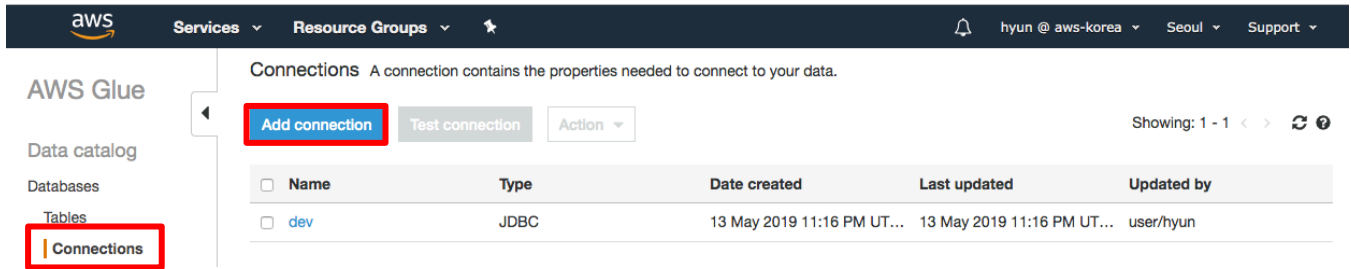 aws Services Resource Groups hyun @ aws-korea Seoul Support
AWS Glue
Data catalog
Databases
Tables
Connections
Connections A connection contains the properties needed to connect to your data.
Add connection Test connection Action Showing: 1 - 1 < >
Name Type Date created Last updated Updated by
dev JDBC 13 May 2019 11:16 PM UT... 13 May 2019 11:16 PM UT... user/hyun